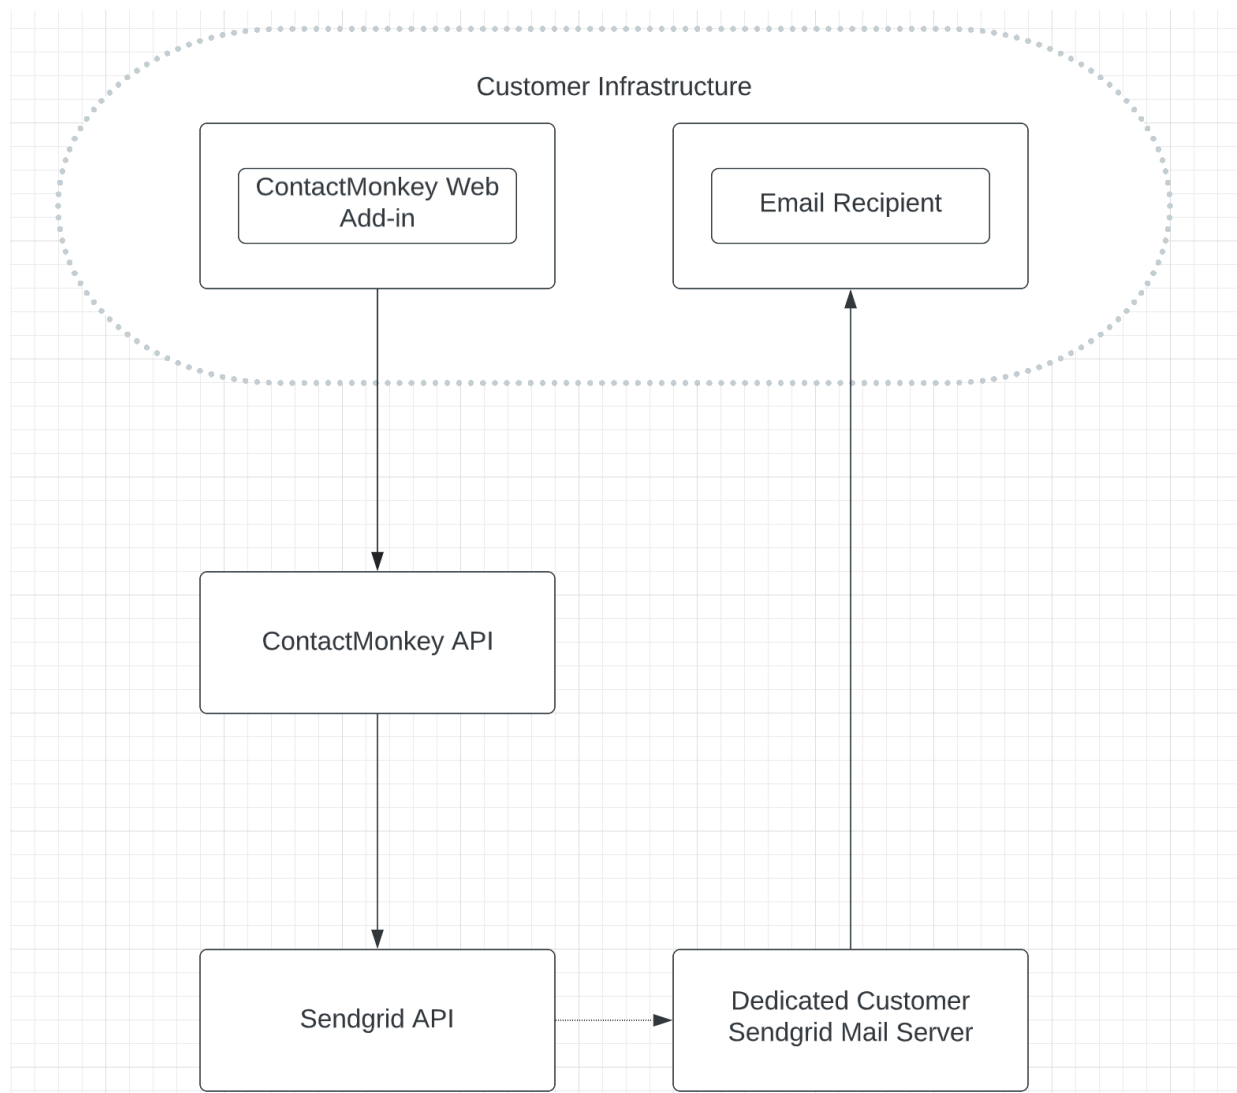 Customer Infrastructure
ContactMonkey Web
Add-in
Email Recipient
ContactMonkey API
Sendgrid API
Dedicated Customer
Sendgrid Mail Server